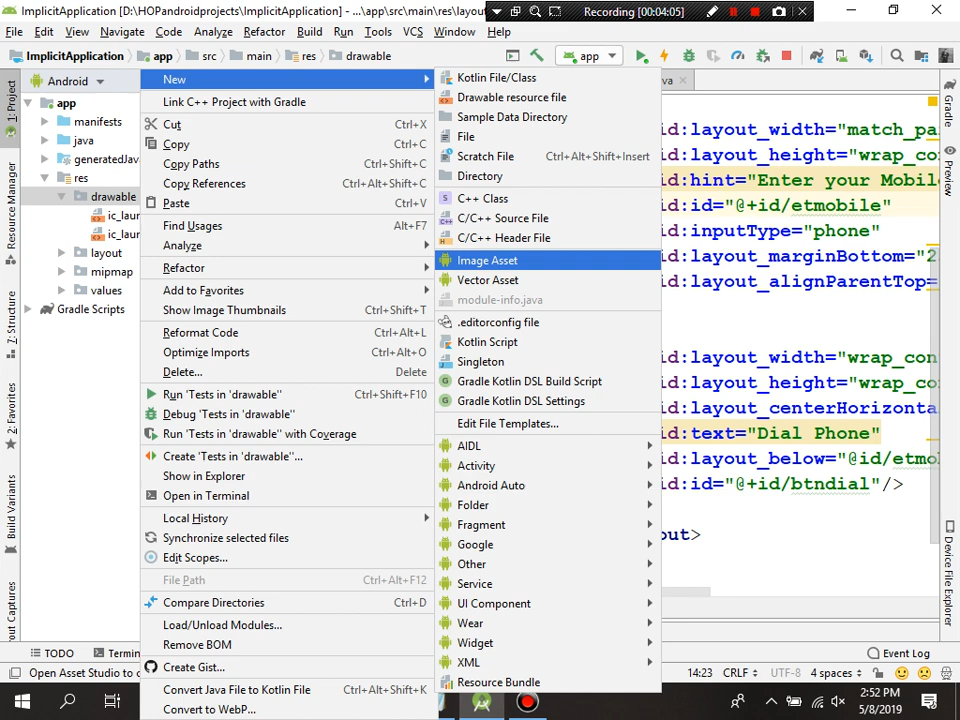 ImplicitApplication [D:\HOPandroidprojects\ImplicitApplication] - ...\app\src\main\res\layou
Recording [00:04:05]
File Edit View Navigate Code Analyze Refactor Build Run Tools VCS Window Help
ImplicitApplication app src main res drawable
app
Android
1: Project
Resource Manager
Z: Structure
2: Favorites
Build Variants
out Captures
app
manifests
java
generatedJava
res
drawable
ic_laun
ic_laun
layout
mipmap
values
Gradle Scripts
New
Link C++ Project with Gradle
Cut Ctrl+X
Copy Ctrl+C
Copy Paths Ctrl+Shift+C
Copy References Ctrl+Alt+Shift+C
Paste Ctrl+V
Find Usages Alt+F7
Analyze
Refactor
Add to Favorites
Show Image Thumbnails Ctrl+Shift+T
Reformat Code Ctrl+Alt+L
Optimize Imports Ctrl+Alt+O
Delete... Delete
Run 'Tests in 'drawable'' Ctrl+Shift+F10
Debug 'Tests in 'drawable''
Run 'Tests in 'drawable'' with Coverage
Create 'Tests in 'drawable''...
Show in Explorer
Open in Terminal
Local History
Synchronize selected files
Edit Scopes...
File Path Ctrl+Alt+F12
Compare Directories Ctrl+D
Load/Unload Modules...
Remove BOM
Create Gist...
Convert Java File to Kotlin File Ctrl+Alt+Shift+K
Convert to WebP...
Kotlin File/Class
Drawable resource file
Sample Data Directory
File
Scratch File Ctrl+Alt+Shift+Insert
Directory
C++ Class
C/C++ Source File
C/C++ Header File
Image Asset
Vector Asset
module-info.java
.editorconfig file
Kotlin Script
Singleton
Gradle Kotlin DSL Build Script
Gradle Kotlin DSL Settings
Edit File Templates...
AIDL
Activity
Android Auto
Folder
Fragment
Google
Other
Service
UI Component
Wear
Widget
XML
Resource Bundle
va
id:layout_width="match_pa
id:layout_height="wrap_co
id:hint="Enter your Mobil
id:id="@+id/etmobile"
id:inputType="phone"
id:layout_marginBottom="2
id:layout_alignParentTop=
id:layout_width="wrap_con
id:layout_height="wrap_co
id:layout_centerHorizonta
id:text="Dial Phone"
id:layout_below="@id/etmo
id:id="@+id/btndial"/>
out>
Gradle
Preview
Device File Explorer
TODO Termin
Event Log
Open Asset Studio to c
14:23 CRLF UTF-8 4 spaces
2:52 PM
5/8/2019